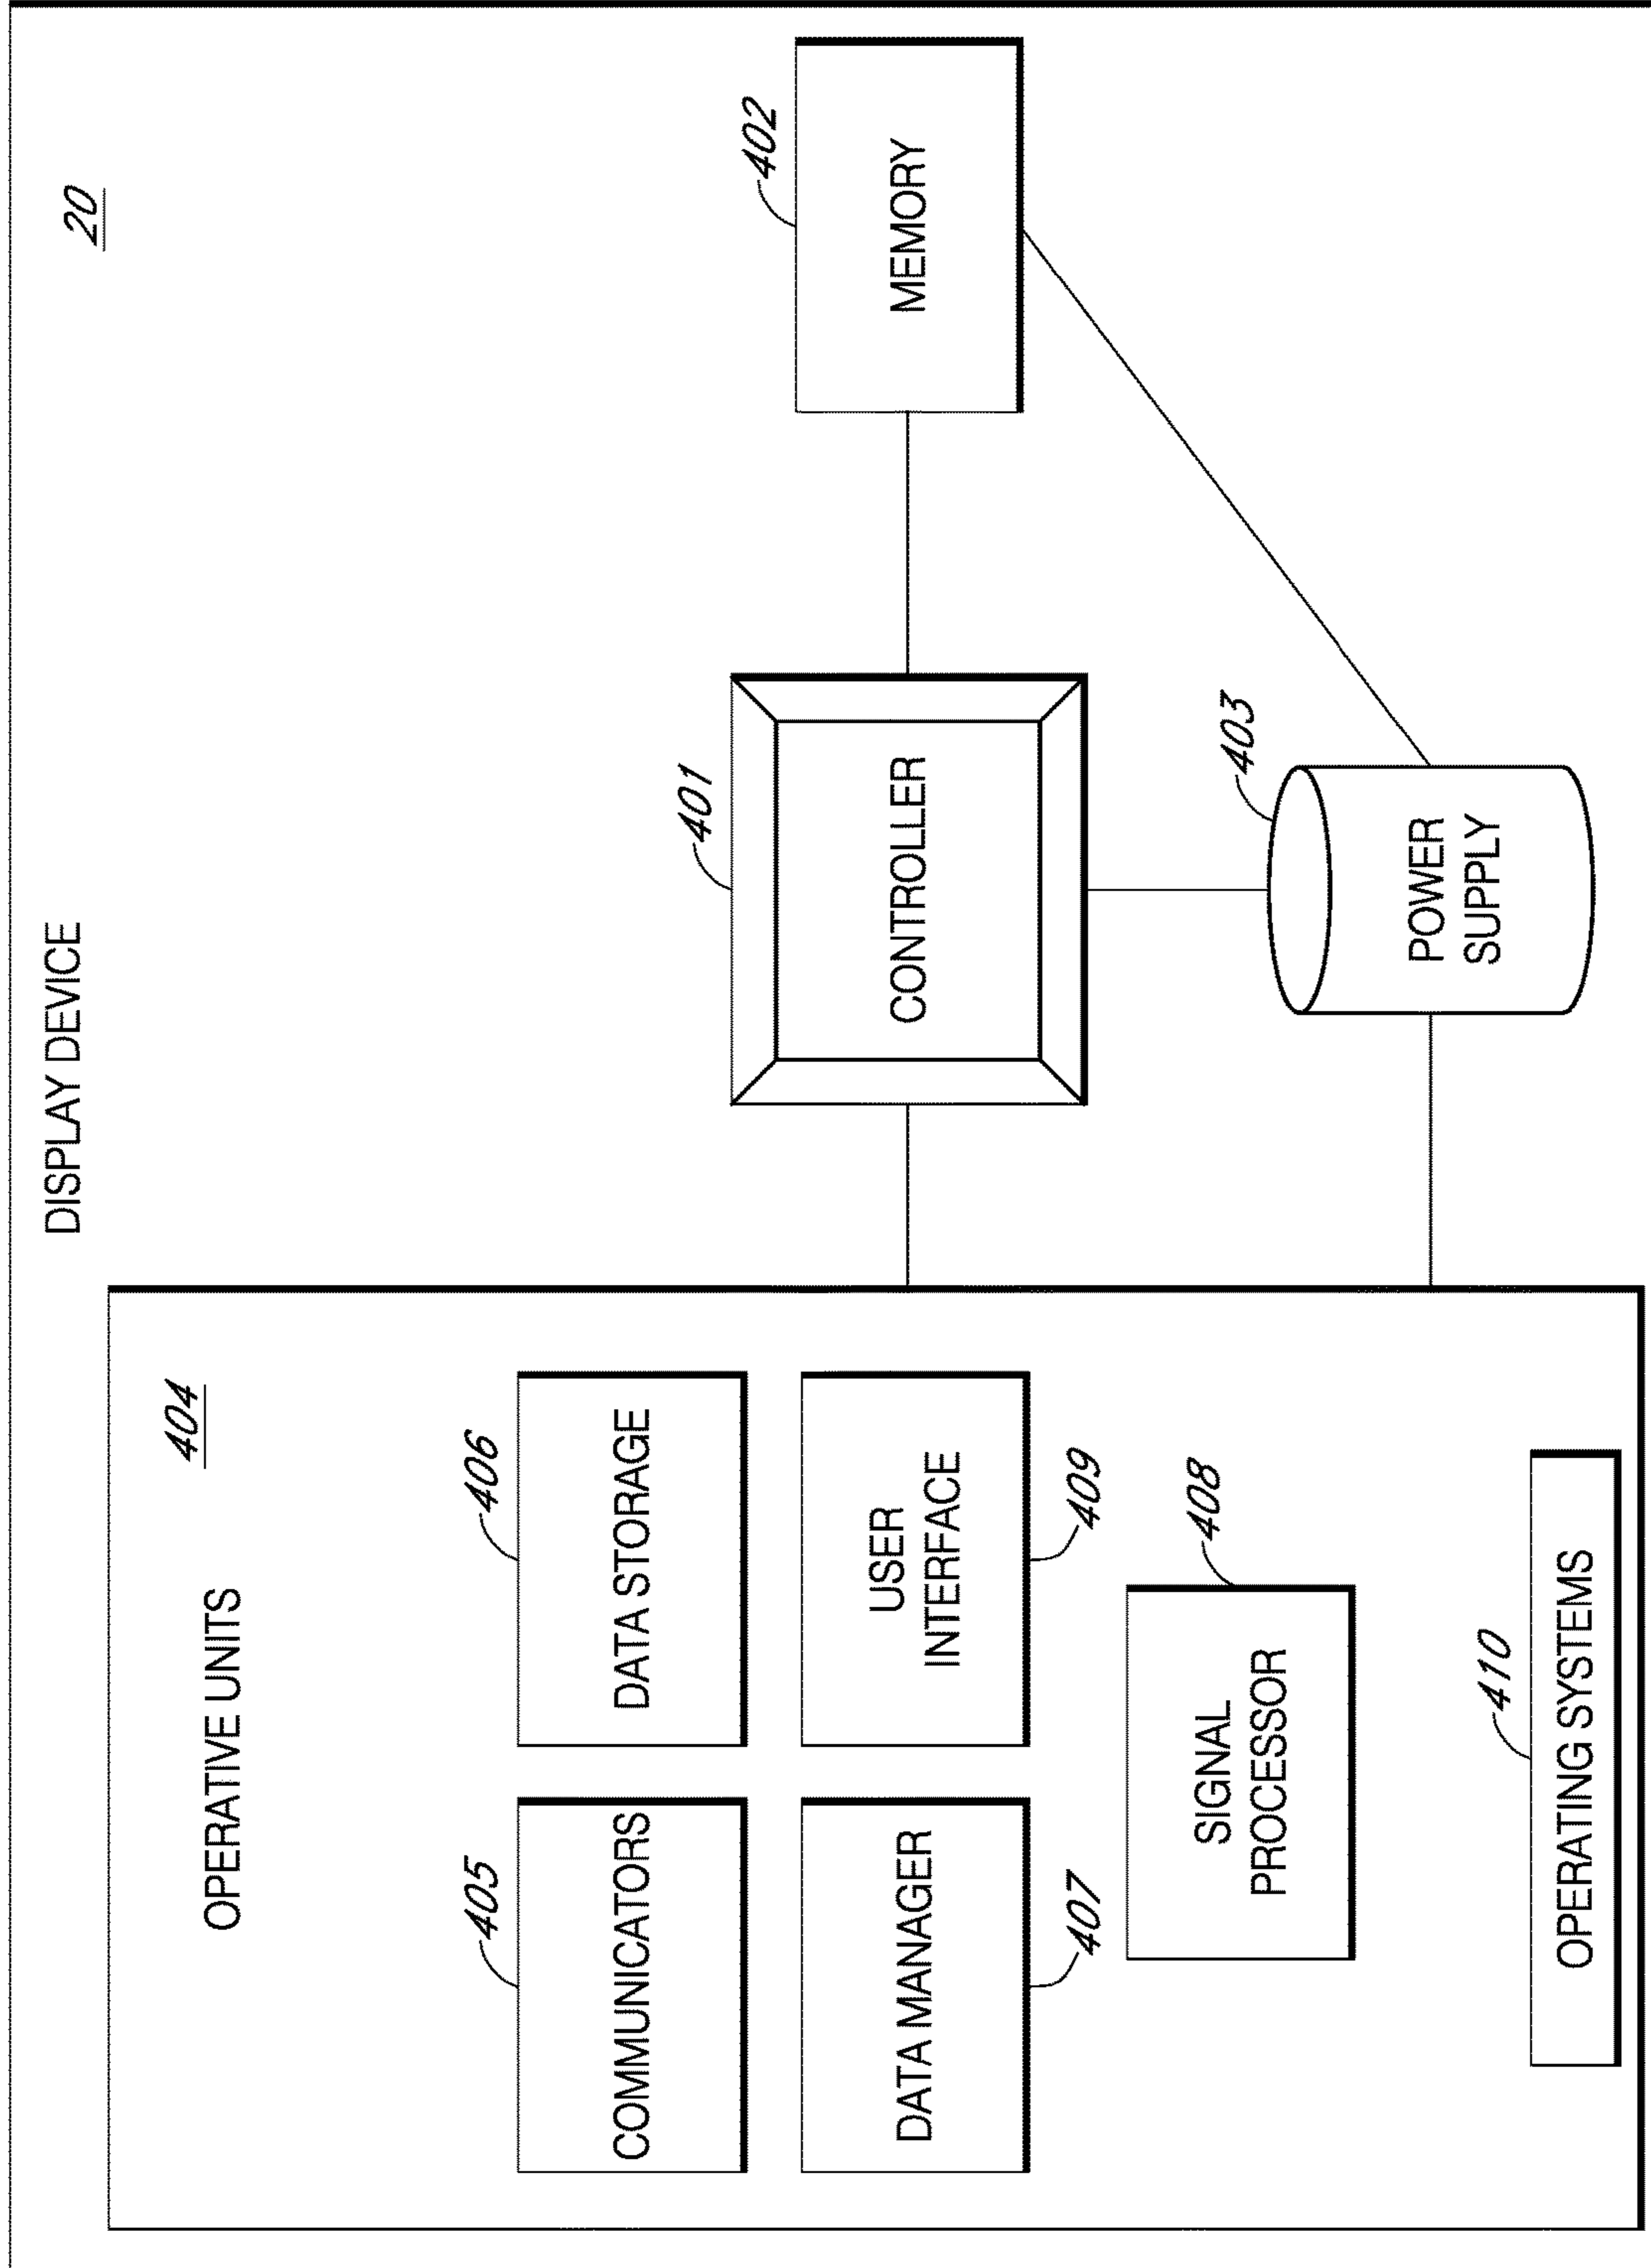 DISPLAY DEVICE
20
OPERATIVE UNITS
404
405
COMMUNICATORS
406
DATA STORAGE
DATA MANAGER
407
USER
INTERFACE
409
SIGNAL
PROCESSOR
408
410
OPERATING SYSTEMS
401
CONTROLLER
402
MEMORY
403
POWER
SUPPLY